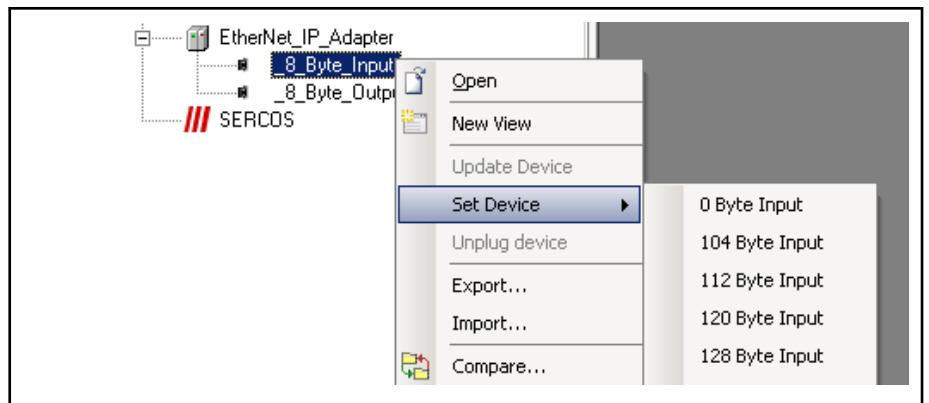 EtherNet_IP_Adapter
_8_Byte_Input
_8_Byte_Outp
SERCOS
Open
New View
Update Device
Set Device
Unplug device
Export...
Import...
Compare...
0 Byte Input
104 Byte Input
112 Byte Input
120 Byte Input
128 Byte Input